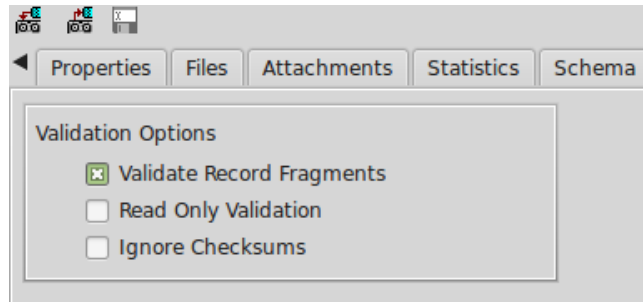 Properties Files Attachments Statistics Schema
Validation Options
Validate Record Fragments
Read Only Validation
Ignore Checksums